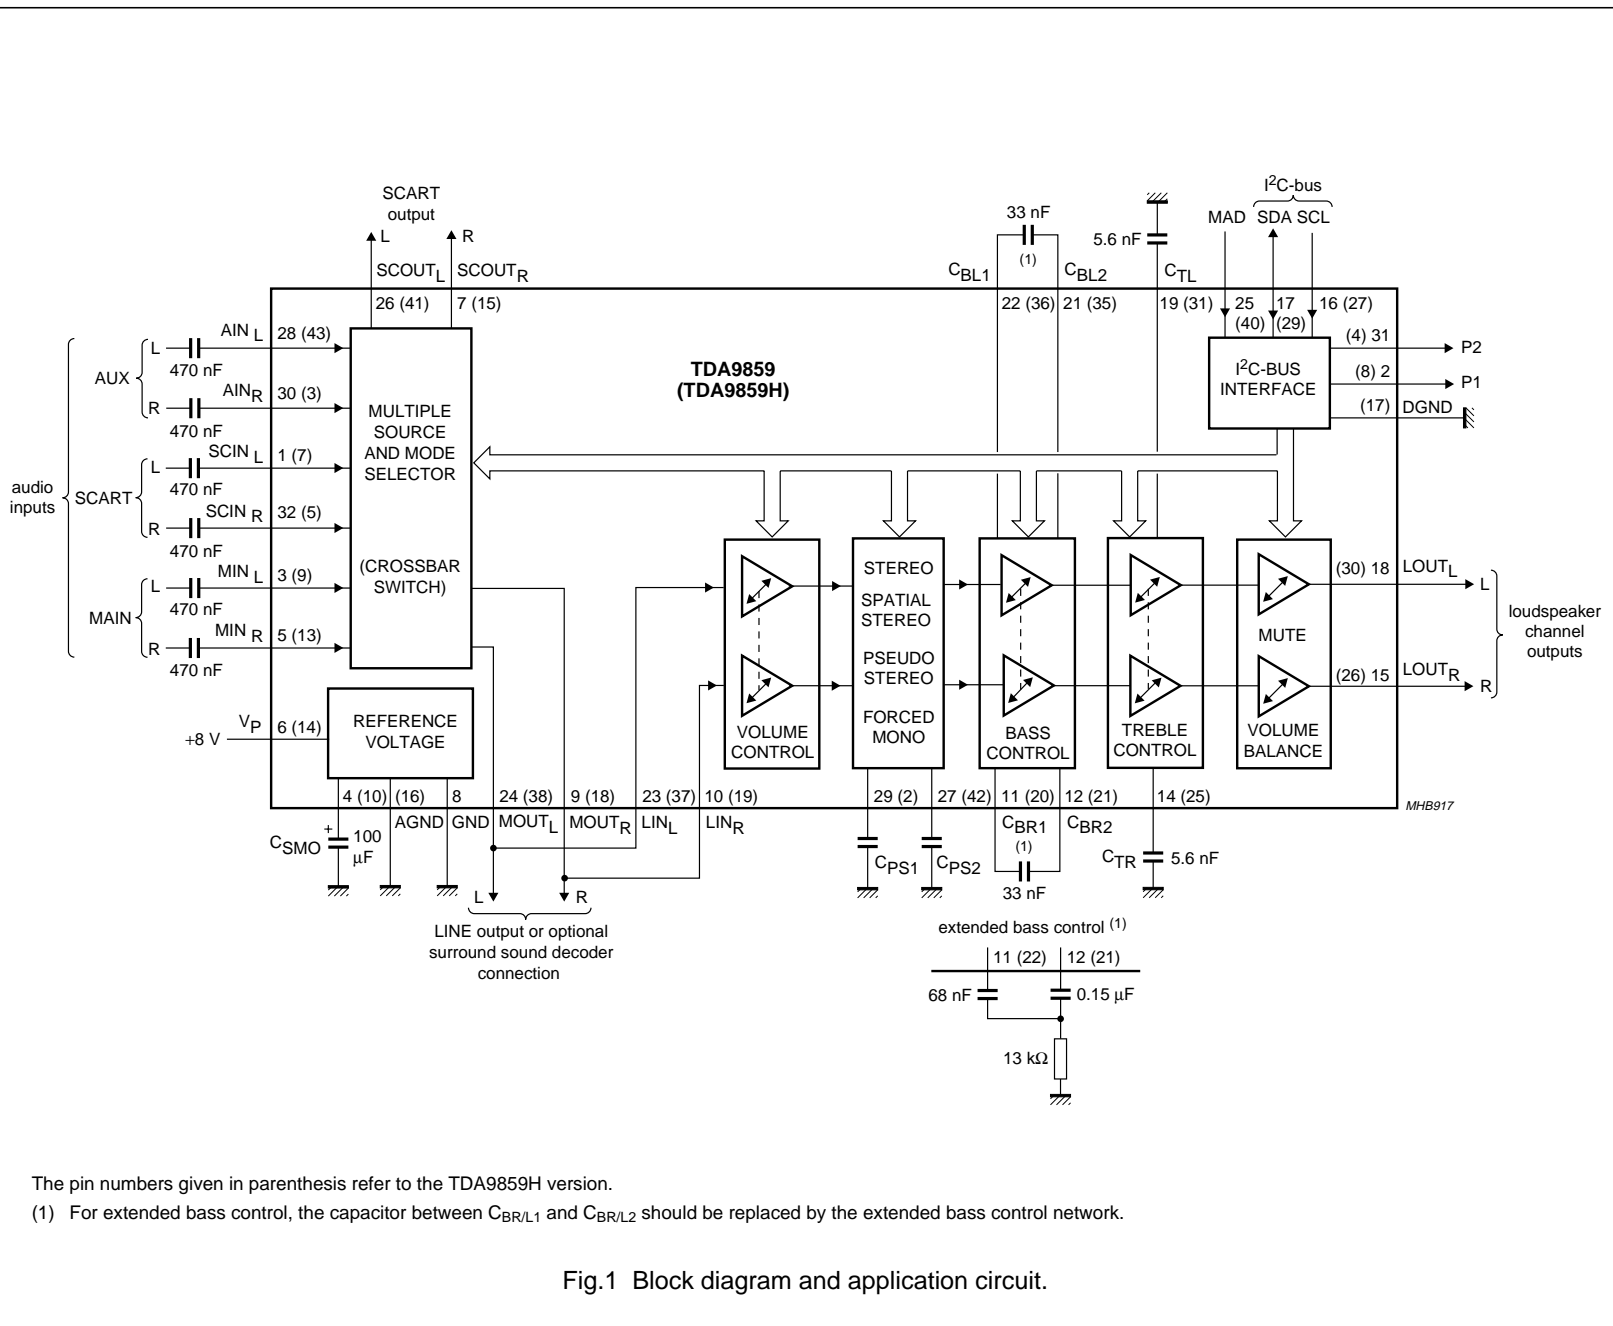 SCART
output
L
R
SCOUTL
SCOUTR
26 (41)
7 (15)
33 nF
(1)
CBL1
CBL2
22 (36)
21 (35)
5.6 nF
CTL
19 (31)
I2C-bus
MAD
SDA
SCL
25
(40)
17
(29)
16 (27)
audio
inputs
AUX
L
470 nF
AIN L
28 (43)
R
470 nF
AINR
30 (3)
SCART
L
470 nF
SCIN L
1 (7)
R
470 nF
SCIN R
32 (5)
MAIN
L
470 nF
MIN L
3 (9)
R
470 nF
MIN R
5 (13)
MULTIPLE
SOURCE
AND MODE
SELECTOR
(CROSSBAR
SWITCH)
TDA9859
(TDA9859H)
I2C-BUS
INTERFACE
(4) 31
P2
(8) 2
P1
(17)
DGND
VOLUME
CONTROL
STEREO
SPATIAL
STEREO
PSEUDO
STEREO
FORCED
MONO
BASS
CONTROL
TREBLE
CONTROL
MUTE
VOLUME
BALANCE
(30) 18
LOUTL
L
(26) 15
LOUTR
R
loudspeaker
channel
outputs
+8 V
VP
6 (14)
REFERENCE
VOLTAGE
4 (10)
(16)
8
24 (38)
9 (18)
23 (37)
10 (19)
29 (2)
27 (42)
11 (20)
12 (21)
14 (25)
MHB917
AGND
GND
MOUTL
MOUTR
LINL
LINR
CSMO
+
100
μF
L
R
LINE output or optional
surround sound decoder
connection
CPS1
CPS2
CBR1
(1)
CBR2
33 nF
CTR
5.6 nF
extended bass control (1)
11 (22)
12 (21)
68 nF
0.15 μF
13 kΩ
The pin numbers given in parenthesis refer to the TDA9859H version.
(1) For extended bass control, the capacitor between CBR/L1 and CBR/L2 should be replaced by the extended bass control network.
Fig.1 Block diagram and application circuit.